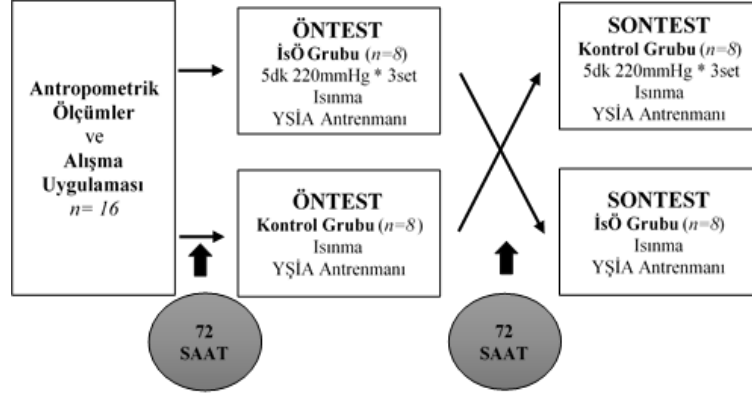 Antropometrik
Ölçümler
ve
Alışma
Uygulaması
n= 16
ÖNTEST
İsÖ Grubu (n=8)
5dk 220mmHg * 3set
Isınma
YŞİA Antrenmanı
ÖNTEST
Kontrol Grubu (n=8)
Isınma
YŞİA Antrenmanı
SONTEST
Kontrol Grubu (n=8)
5dk 220mmHg * 3set
Isınma
YŞİA Antrenmanı
SONTEST
İsÖ Grubu (n=8)
Isınma
YŞİA Antrenmanı
72
SAAT
72
SAAT